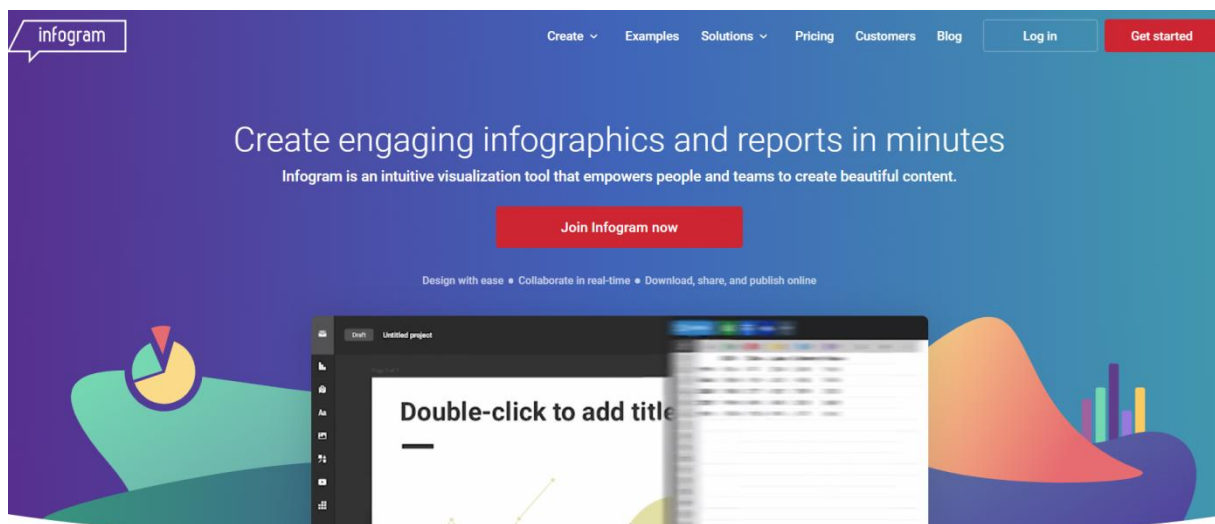 infogram
Create Examples Solutions Pricing Customers Blog Log in Get started
Create engaging infographics and reports in minutes
Infogram is an intuitive visualization tool that empowers people and teams to create beautiful content.
Join Infogram now
Design with ease ● Collaborate in real-time ● Download, share, and publish online
Draft Untitled project
Aa
Double-click to add title